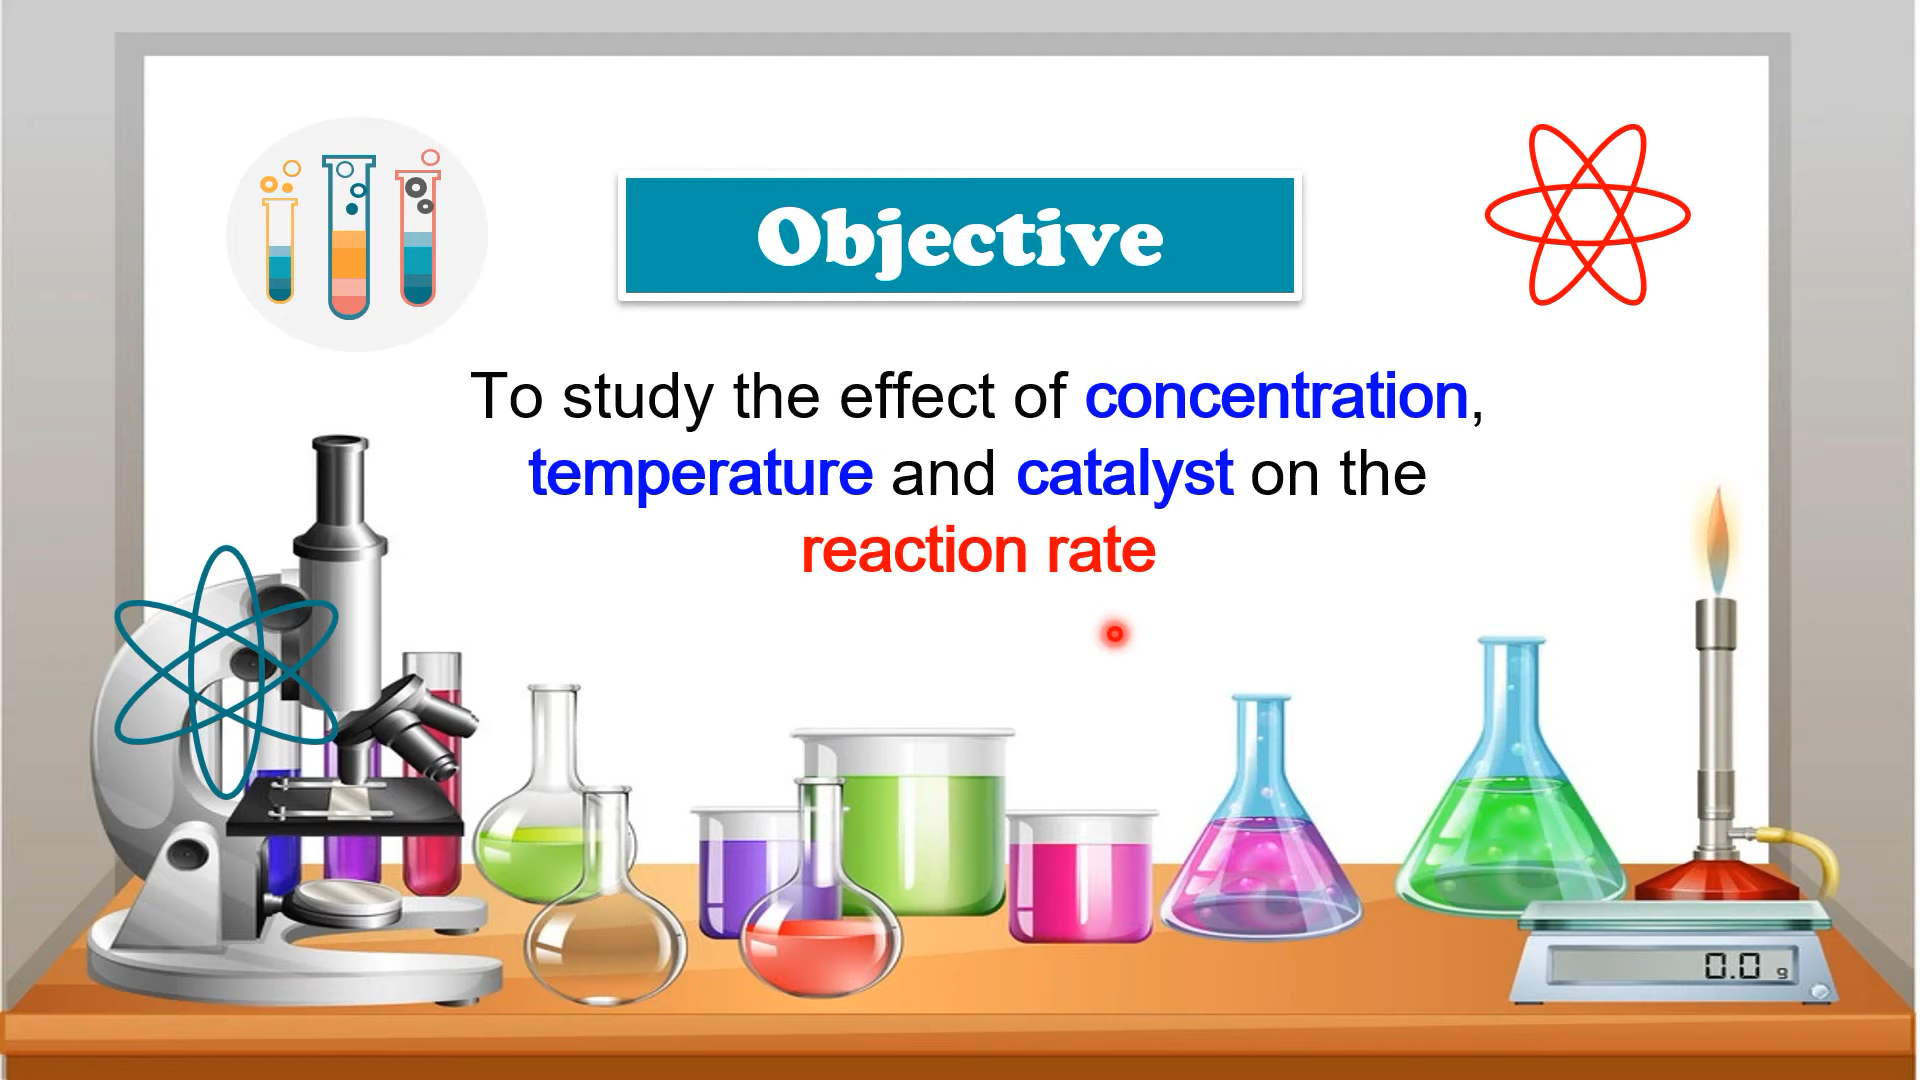 Objective
To study the effect of concentration,
temperature and catalyst on the
reaction rate
0.0 g